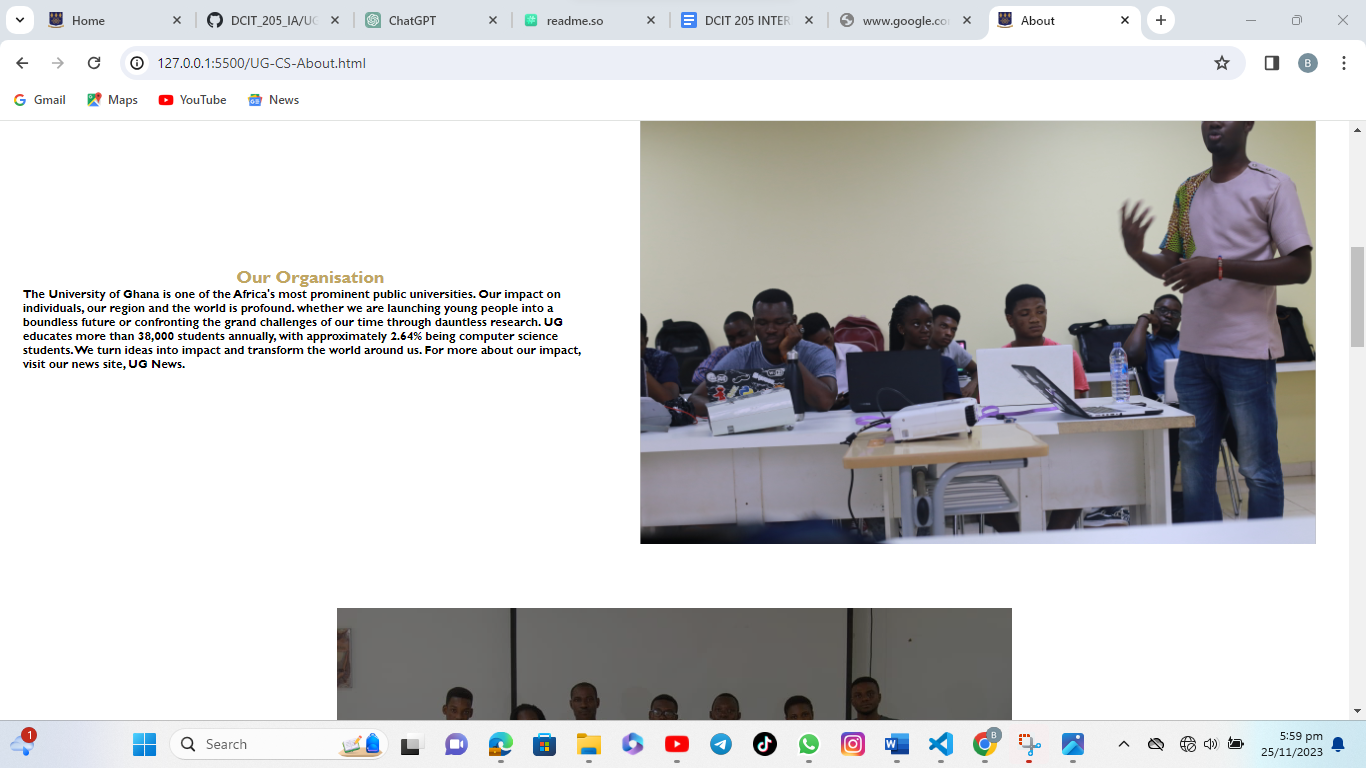 Home
DCIT_205_IA/UG
ChatGPT
readme.so
DCIT 205 INTER
www.google.co
About
127.0.0.1:5500/UG-CS-About.html
B
Gmail
Maps
YouTube
News
Our Organisation
The University of Ghana is one of the Africa's most prominent public universities. Our impact on
individuals, our region and the world is profound. whether we are launching young people into a
boundless future or confronting the grand challenges of our time through dauntless research. UG
educates more than 38,000 students annually, with approximately 2.64% being computer science
students. We turn ideas into impact and transform the world around us. For more about our impact,
visit our news site, UG News.
1
Search
B
5:59 pm
25/11/2023